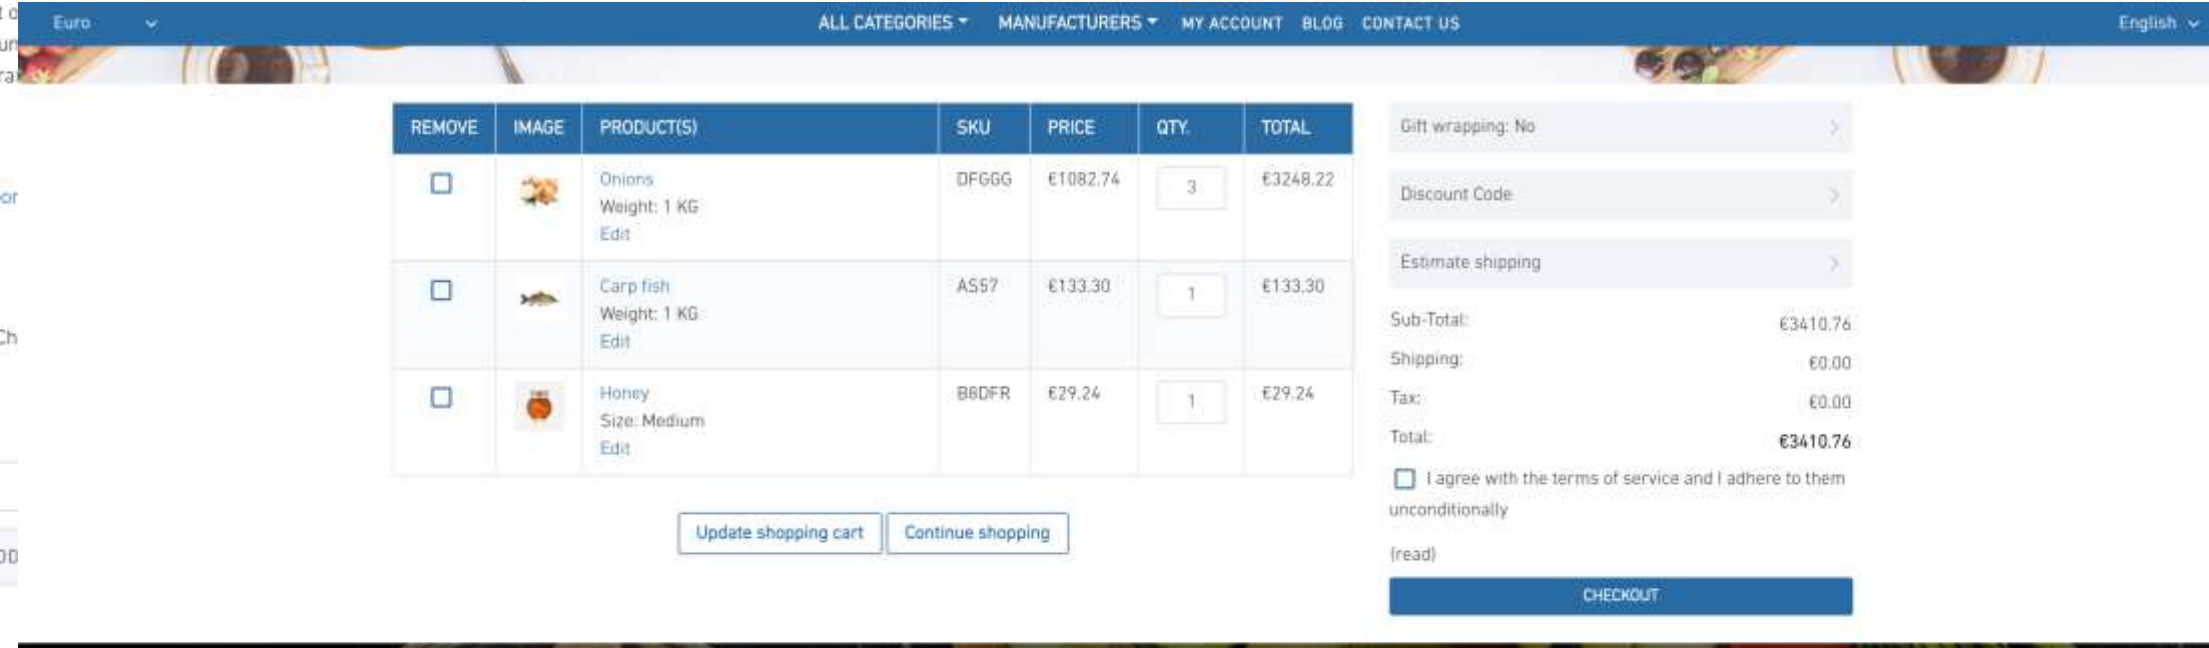 Euro
ALL CATEGORIES MANUFACTURERS MY ACCOUNT BLOG CONTACT US
English
REMOVE IMAGE PRODUCT(S) SKU PRICE QTY. TOTAL
Onions DFGGG €1082.74 3 €3248.22
Weight: 1 KG
Edit
Carp fish AS57 €133.30 1 €133.30
Weight: 1 KG
Edit
Honey B8DFR €29.24 1 €29.24
Size: Medium
Edit
Update shopping cart Continue shopping
Gift wrapping: No
Discount Code
Estimate shipping
Sub-Total: €3410.76
Shipping: €0.00
Tax: €0.00
Total: €3410.76
I agree with the terms of service and I adhere to them
unconditionally
(read)
CHECKOUT